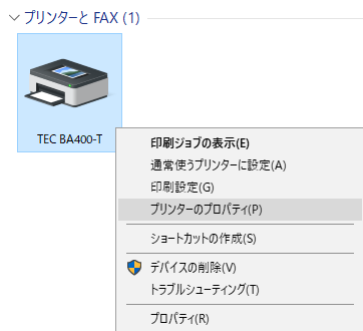 プリンターと FAX (1)
TEC BA400-T
印刷ジョブの表示(E)
通常使うプリンターに設定(A)
印刷設定(G)
プリンターのプロパティ(P)
ショートカットの作成(S)
デバイスの削除(V)
トラブルシューティング(T)
プロパティ(R)